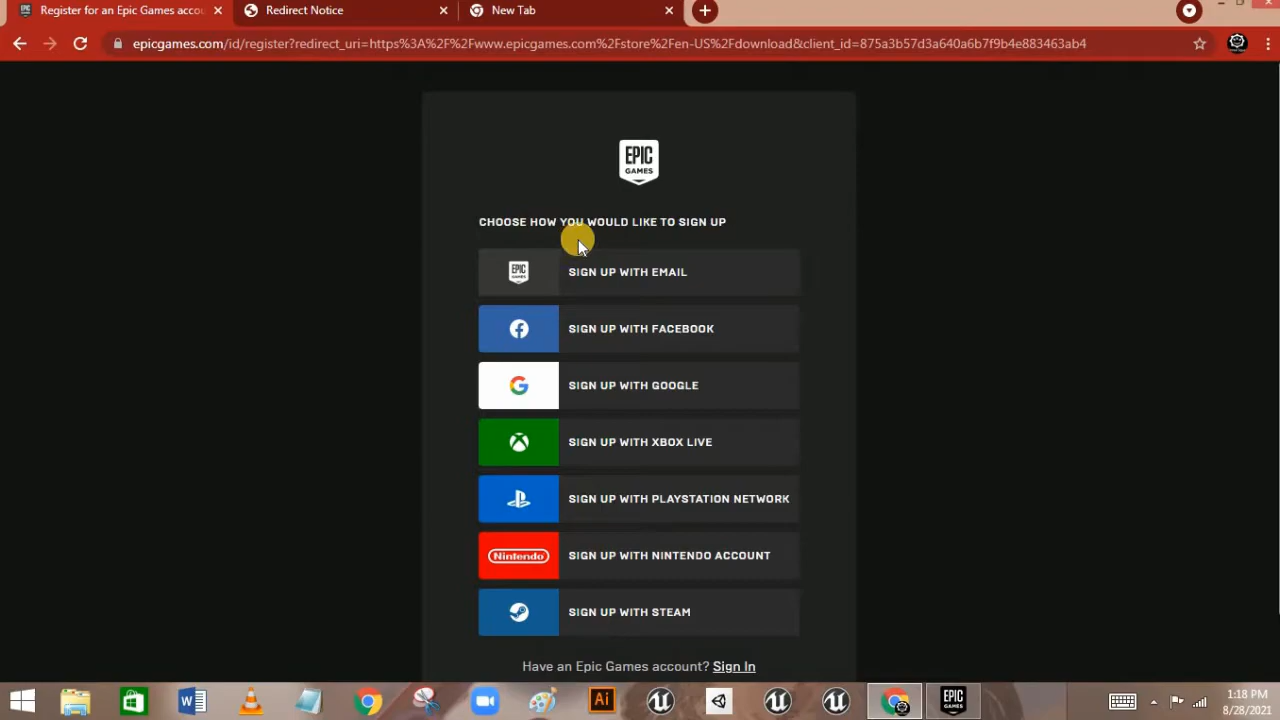 Register for an Epic Games accou
Redirect Notice
New Tab
epicgames.com/id/register?redirect_uri=https%3A%2F%2Fwww.epicgames.com%2Fstore%2Fen-US%2Fdownload&client_id=875a3b57d3a640a6b7f9b4e883463ab4
EPIC GAMES
CHOOSE HOW YOU WOULD LIKE TO SIGN UP
EPIC GAMES SIGN UP WITH EMAIL
SIGN UP WITH FACEBOOK
SIGN UP WITH GOOGLE
SIGN UP WITH XBOX LIVE
SIGN UP WITH PLAYSTATION NETWORK
Nintendo SIGN UP WITH NINTENDO ACCOUNT
SIGN UP WITH STEAM
Have an Epic Games account? Sign In
Ai
EPIC GAMES
1:18 PM
8/28/2021